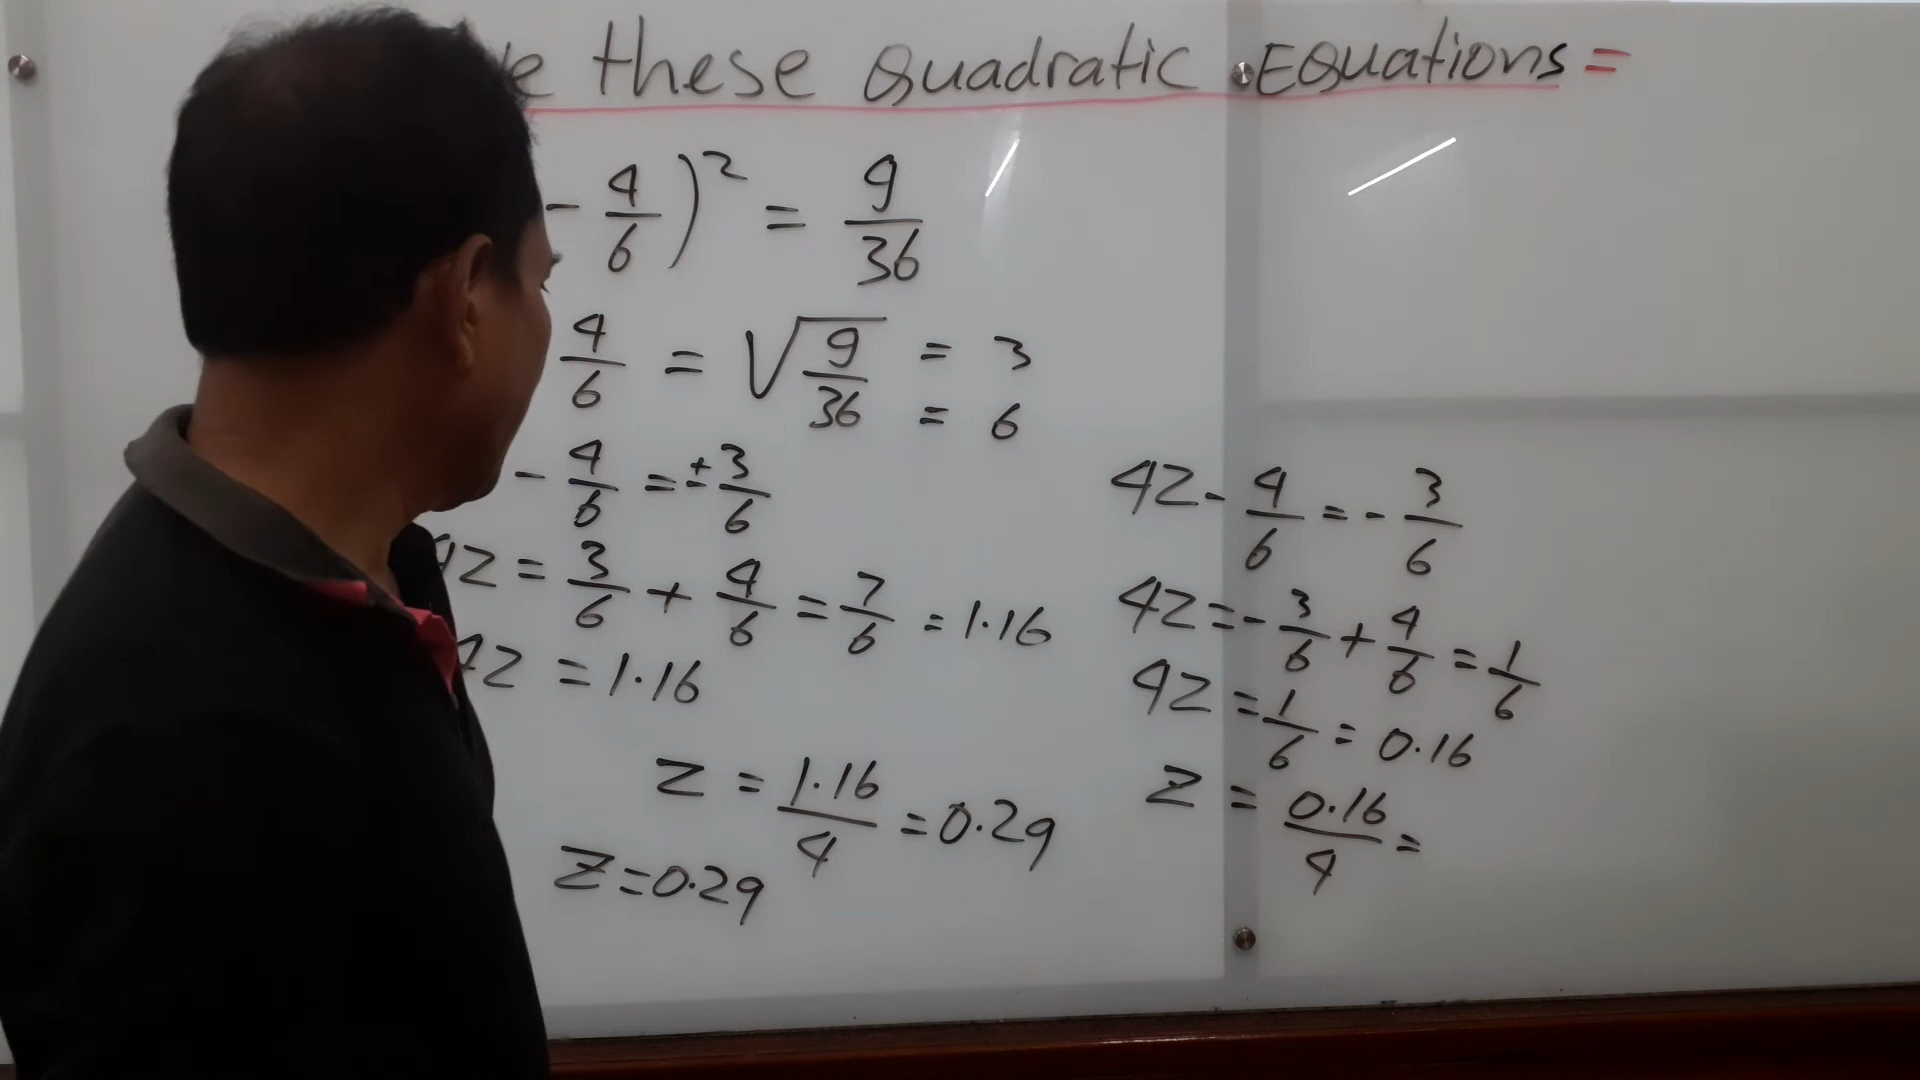 these Quadratic Equations =
- 4/6)² = 9/36
4/6 = √9/36 = 3
= 6
- 4/6 = ± 3/6
4z = 3/6 + 4/6 = 7/6 = 1.16
4z = 1.16
z = 1.16/4 = 0.29
z = 0.29
4z - 4/6 = - 3/6
4z = - 3/6 + 4/6 = 1/6
4z = 1/6 = 0.16
z = 0.16/4 =